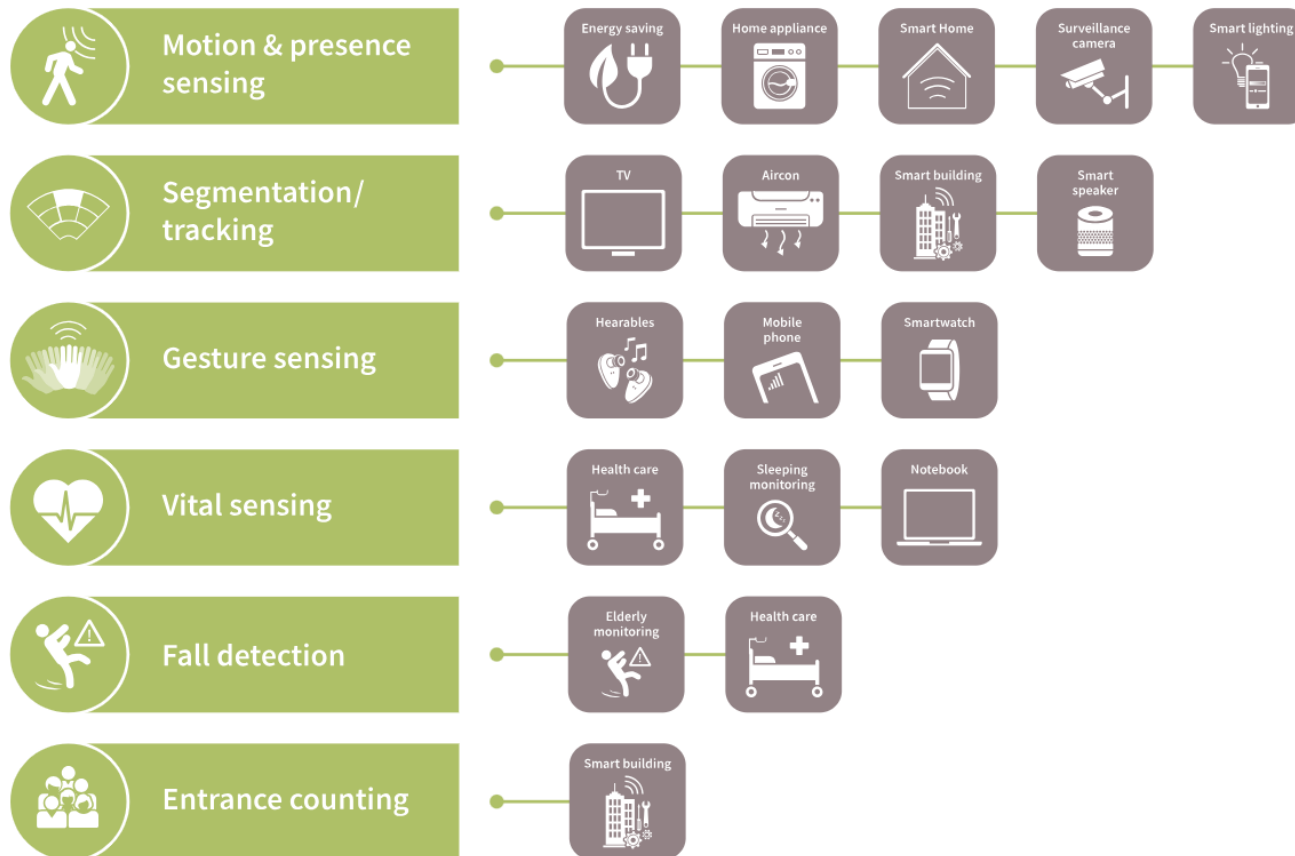 Motion & presence
sensing
Energy saving
Home appliance
Smart Home
Surveillance
camera
Smart lighting
Segmentation/
tracking
TV
Aircon
Smart building
Smart
speaker
Gesture sensing
Hearables
Mobile
phone
Smartwatch
Vital sensing
Health care
Sleeping
monitoring
Notebook
Fall detection
Elderly
monitoring
Health care
Entrance counting
Smart building